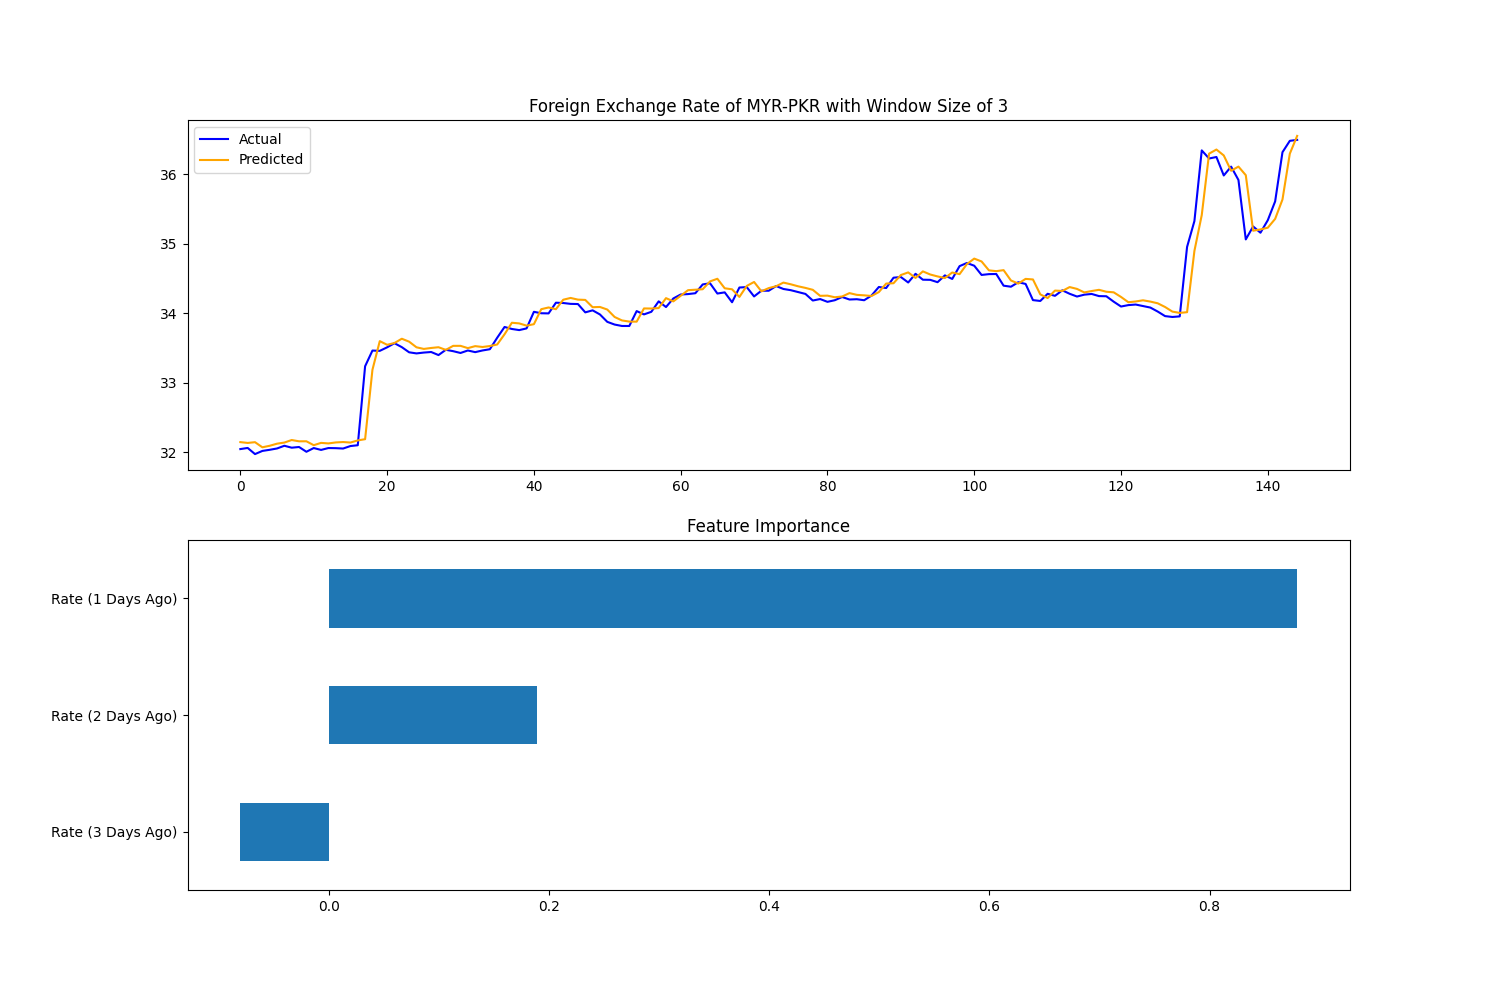 Foreign Exchange Rate of MYR-PKR with Window Size of 3
Actual
Predicted
36
35
34
33
32
0 20 40 60 80 100 120 140
Feature Importance
Rate (1 Days Ago)
Rate (2 Days Ago)
Rate (3 Days Ago)
0.0 0.2 0.4 0.6 0.8